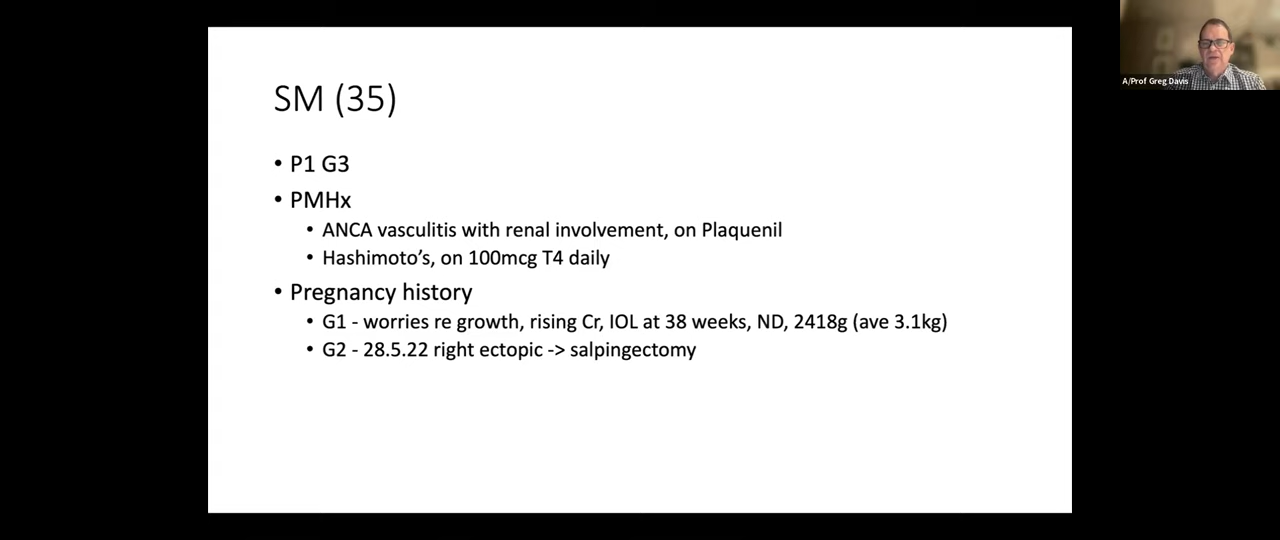 SM (35)
• P1 G3
• PMHx
• ANCA vasculitis with renal involvement, on Plaquenil
• Hashimoto's, on 100mcg T4 daily
• Pregnancy history
• G1 - worries re growth, rising Cr, IOL at 38 weeks, ND, 2418g (ave 3.1kg)
• G2 - 28.5.22 right ectopic -> salpingectomy
A/Prof Greg Davis